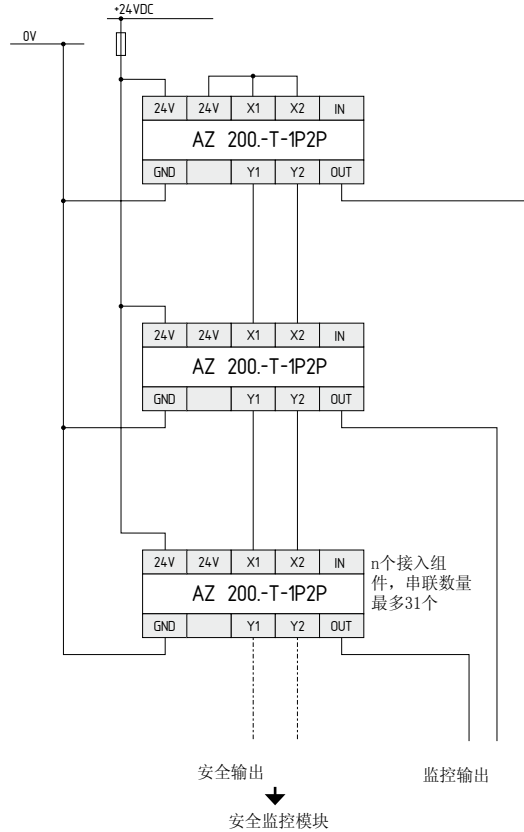 +24VDC
0V
24V 24V X1 X2 IN
AZ 200.-T-1P2P
GND Y1 Y2 OUT
24V 24V X1 X2 IN
AZ 200.-T-1P2P
GND Y1 Y2 OUT
24V 24V X1 X2 IN
AZ 200.-T-1P2P
GND Y1 Y2 OUT
n个接入组
件，串联数量
最多31个
安全输出
监控输出
安全监控模块